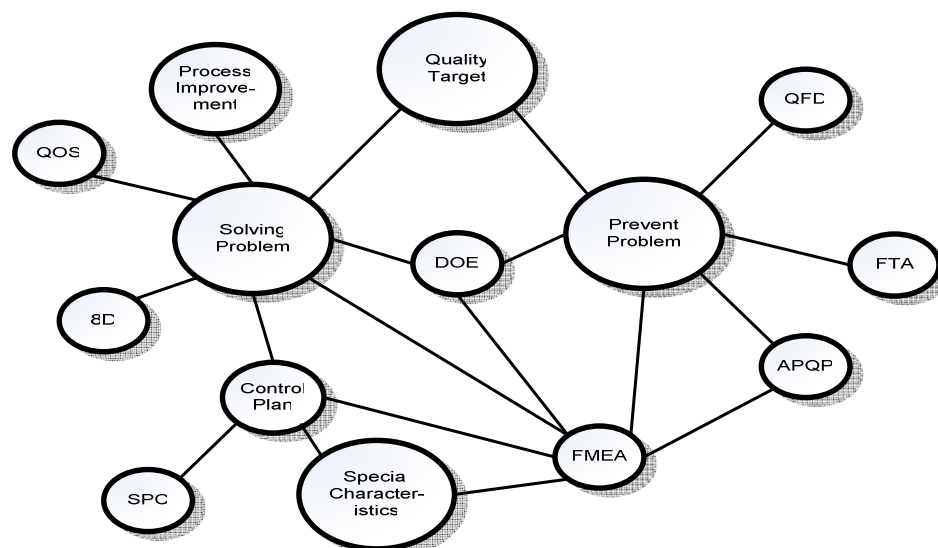 Quality
Target
Process
Improve-
ment
QFD
QOS
Solving
Problem
Prevent
Problem
DOE
FTA
8D
APQP
Control
Plan
FMEA
SPC
Special
Character-
istics